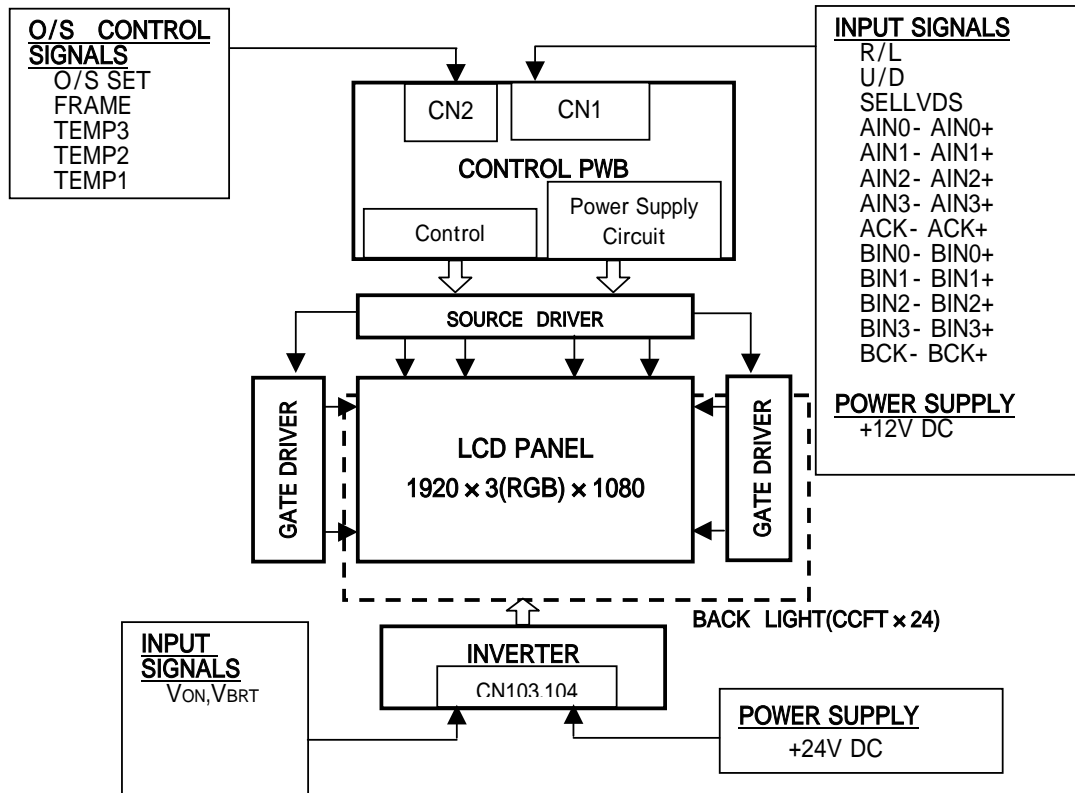 O/S CONTROL
SIGNALS
O/S SET
FRAME
TEMP3
TEMP2
TEMP1
CN2
CN1
CONTROL PWB
Control
Power Supply
Circuit
INPUT SIGNALS
R/L
U/D
SELLVDS
AIN0- AIN0+
AIN1- AIN1+
AIN2- AIN2+
AIN3- AIN3+
ACK- ACK+
BIN0- BIN0+
BIN1- BIN1+
BIN2- BIN2+
BIN3- BIN3+
BCK- BCK+
POWER SUPPLY
+12V DC
SOURCE DRIVER
GATE DRIVER
LCD PANEL
1920 × 3(RGB) × 1080
GATE DRIVER
BACK LIGHT(CCFT × 24)
INVERTER
CN103,104
INPUT
SIGNALS
VON,VBRT
POWER SUPPLY
+24V DC